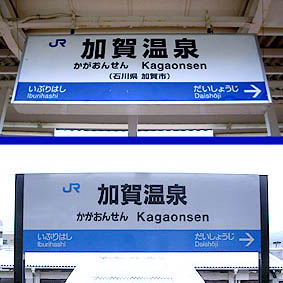 JR 加賀温泉
かがおんせん Kagaonsen
(石川県 加賀市)
いぶりはし だいしょうじ
Iburihashi Daishōji →
JR 加賀温泉
かがおんせん Kagaonsen
いぶりはし だいしょうじ
Iburihashi Daishōji →